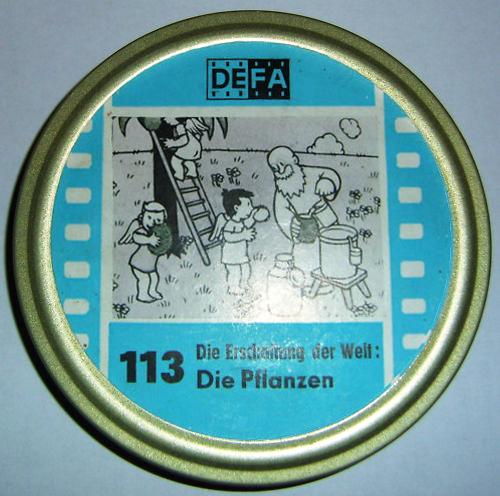 DEFA
113 Die Erschaffung der Welt:
Die Pflanzen